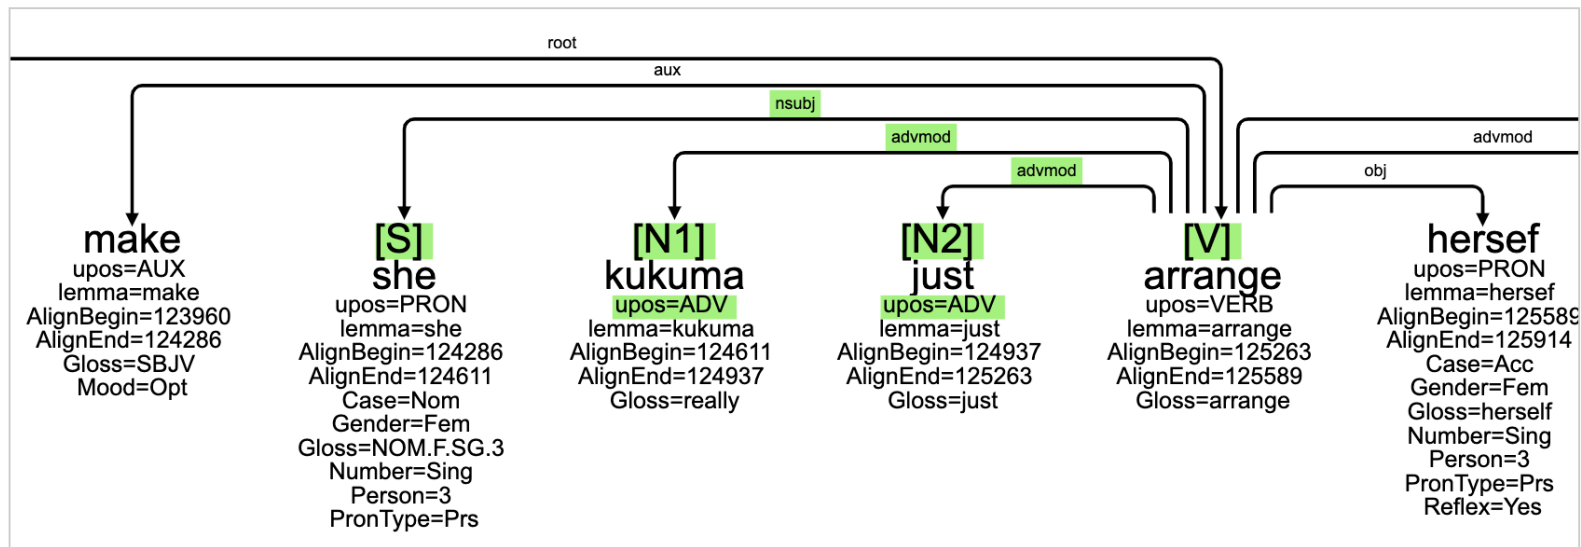 root
aux
nsubj
advmod
advmod
advmod
obj
make
upos=AUX
lemma=make
AlignBegin=123960
AlignEnd=124286
Gloss=SBJV
Mood=Opt
[S]
she
upos=PRON
lemma=she
AlignBegin=124286
AlignEnd=124611
Case=Nom
Gender=Fem
Gloss=NOM.F.SG.3
Number=Sing
Person=3
PronType=Prs
[N1]
kukuma
upos=ADV
lemma=kukuma
AlignBegin=124611
AlignEnd=124937
Gloss=really
[N2]
just
upos=ADV
lemma=just
AlignBegin=124937
AlignEnd=125263
Gloss=just
[V]
arrange
upos=VERB
lemma=arrange
AlignBegin=125263
AlignEnd=125589
Gloss=arrange
hersef
upos=PRON
lemma=hersef
AlignBegin=125589
AlignEnd=125914
Case=Acc
Gender=Fem
Gloss=herself
Number=Sing
Person=3
PronType=Prs
Reflex=Yes